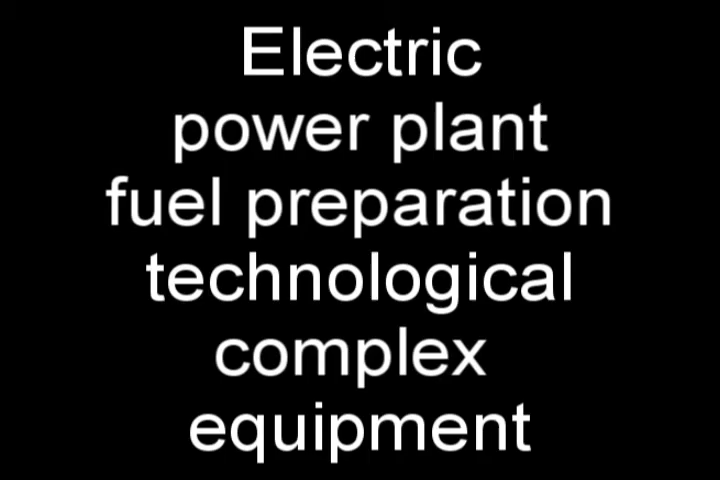 Electric
power plant
fuel preparation
technological
complex
equipment